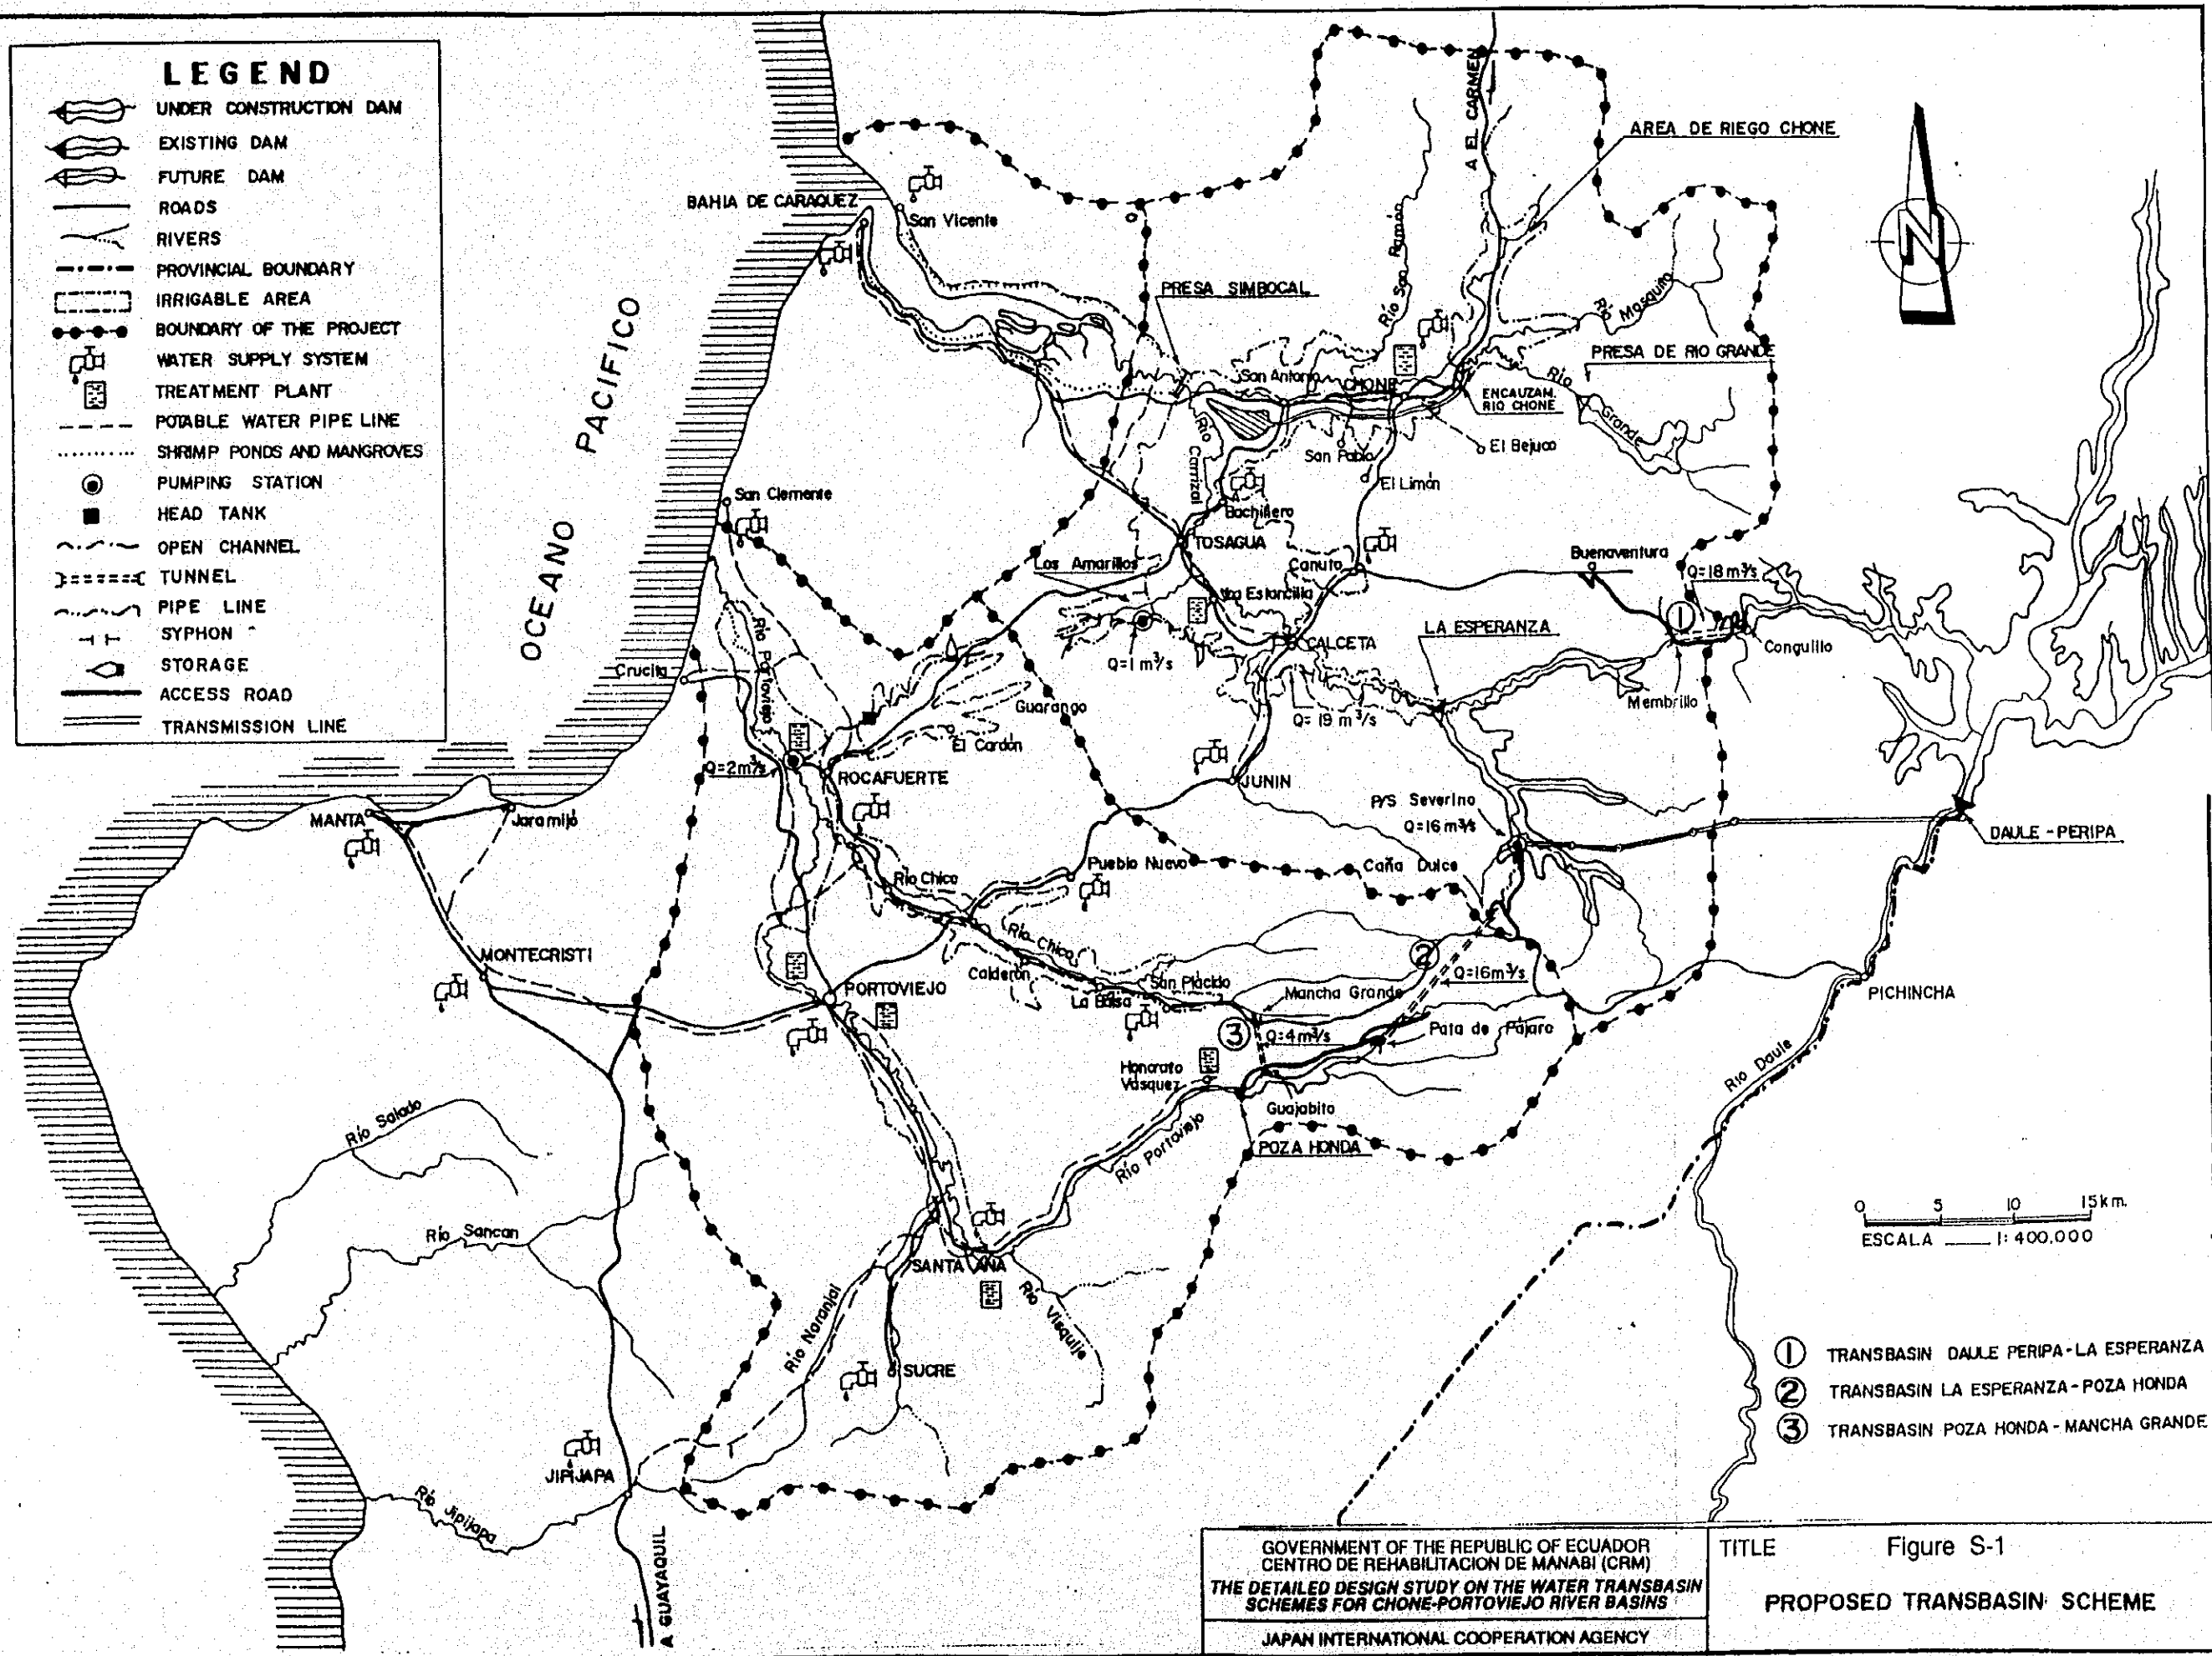 LEGEND
UNDER CONSTRUCTION DAM
EXISTING DAM
FUTURE DAM
ROADS
RIVERS
PROVINCIAL BOUNDARY
IRRIGABLE AREA
BOUNDARY OF THE PROJECT
WATER SUPPLY SYSTEM
TREATMENT PLANT
POTABLE WATER PIPE LINE
SHRIMP PONDS AND MANGROVES
PUMPING STATION
HEAD TANK
OPEN CHANNEL
TUNNEL
PIPE LINE
SYPHON
STORAGE
ACCESS ROAD
TRANSMISSION LINE
OCEANO PACIFICO
A EL CARMEN
AREA DE RIEGO CHONE
BAHIA DE CARAQUEZ
San Vicente
PRESA SIMBOCAL
Río San Ramón
Río Mosquito
PRESA DE RIO GRANDE
Río Grande
San Antonio
CHONE
ENCAUZAM.
RIO CHONE
El Bejuco
San Pablo
El Limón
Río Carrizal
Bachillero
San Clemente
TOSAGUA
Los Amarillos
Canuto
Buenaventura
Q=18 m³/s
1
Conguillo
Membrillo
Estancilla
Q=1 m³/s
CALCETA
LA ESPERANZA
Q= 19 m³/s
Río Portoviejo
Crucita
Guarango
El Cardón
Q=2m³/s
ROCAFUERTE
JUNIN
P/S Severino
Q=16 m³/s
DAULE - PERIPA
MANTA
Jaramijó
Pueblo Nuevo
Caña Dulce
Río Chico
Río Chico
2
Q=16m³/s
MONTECRISTI
Calderón
La Balsa
San Plácido
Mancha Grande
PORTOVIEJO
PICHINCHA
3
Q=4m³/s
Pata de Pájaro
Honorato
Vásquez
Guajabito
POZA HONDA
Río Portoviejo
Río Daule
Río Salado
Río Sancan
SANTA ANA
Río Visquije
Río Naranjal
SUCRE
JIPIJAPA
Río Jipijapa
A GUAYAQUIL
N
0 5 10 15km.
ESCALA 1: 400,000
1 TRANSBASIN DAULE PERIPA-LA ESPERANZA
2 TRANSBASIN LA ESPERANZA-POZA HONDA
3 TRANSBASIN POZA HONDA-MANCHA GRANDE
GOVERNMENT OF THE REPUBLIC OF ECUADOR
CENTRO DE REHABILITACION DE MANABI (CRM)
THE DETAILED DESIGN STUDY ON THE WATER TRANSBASIN
SCHEMES FOR CHONE-PORTOVIEJO RIVER BASINS
JAPAN INTERNATIONAL COOPERATION AGENCY
TITLE
Figure S-1
PROPOSED TRANSBASIN SCHEME